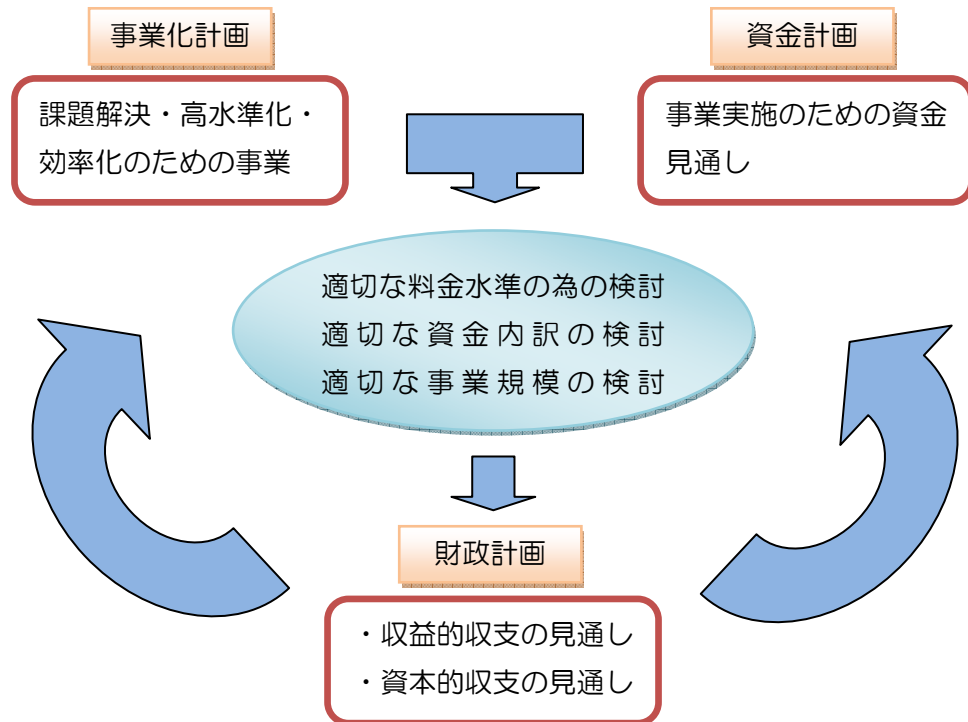 事業化計画
資金計画
課題解決・高水準化・
効率化のための事業
事業実施のための資金
見通し
適切な料金水準の為の検討
適切な資金内訳の検討
適切な事業規模の検討
財政計画
・収益的収支の見通し
・資本的収支の見通し